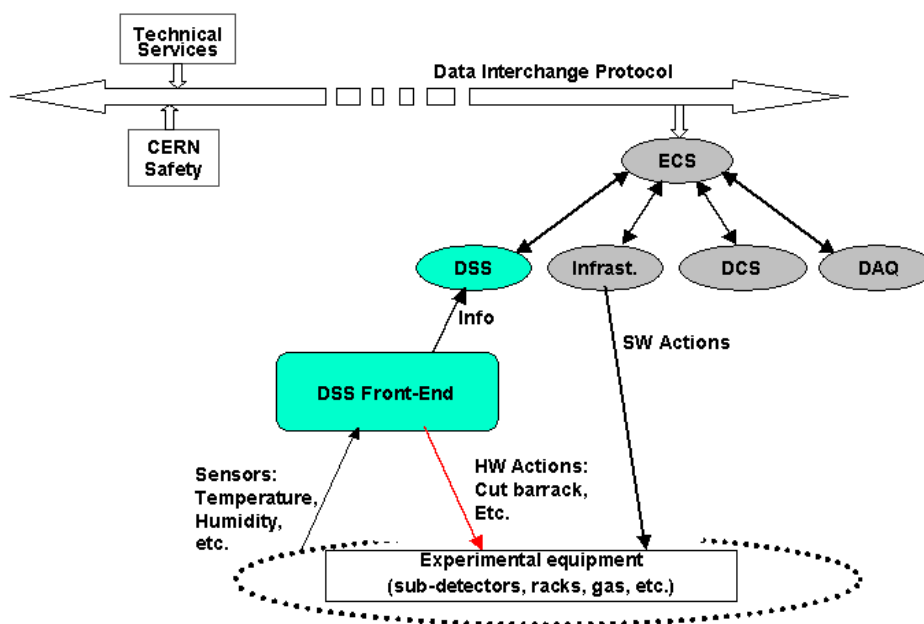 Technical
Services
Data Interchange Protocol
CERN
Safety
ECS
DSS
Infrast.
DCS
DAQ
Info
SW Actions
DSS Front-End
Sensors:
Temperature,
Humidity,
etc.
HW Actions:
Cut barrack,
Etc.
Experimental equipment
(sub-detectors, racks, gas, etc.)